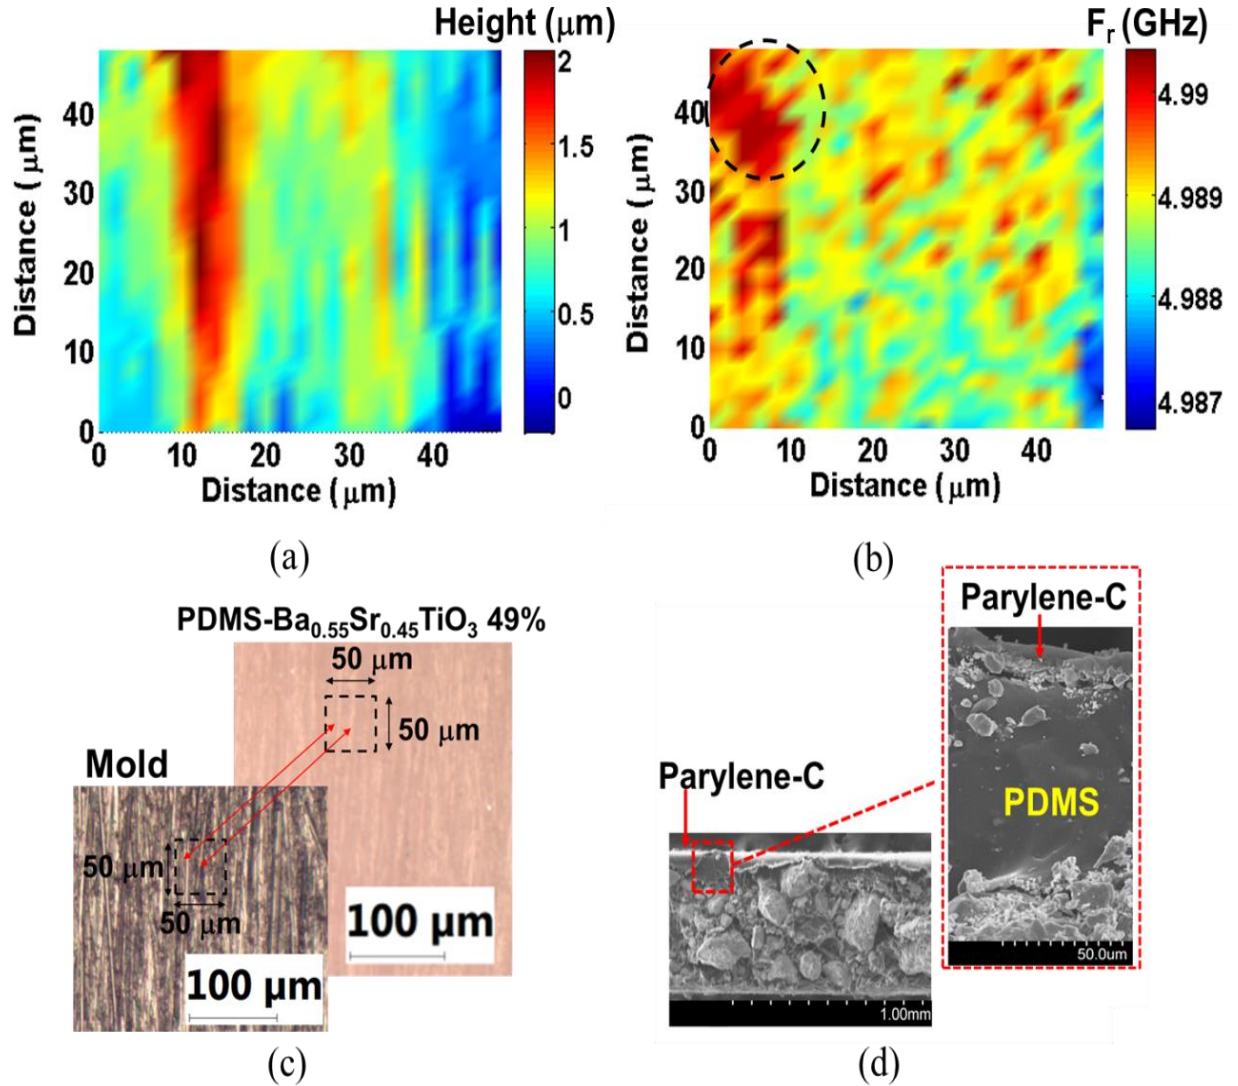 Height (μm)
2
1.5
1
0.5
0
40
30
20
10
0
0 10 20 30 40
Distance (μm)
Distance (μm)
(a)
Fr (GHz)
4.99
4.989
4.988
4.987
40
30
20
10
0
0 10 20 30 40
Distance (μm)
Distance (μm)
(b)
PDMS-Ba0.55Sr0.45TiO3 49%
50 μm
50 μm
100 μm
Mold
50 μm
50 μm
100 μm
(c)
Parylene-C
1.00mm
Parylene-C
PDMS
50.0um
(d)